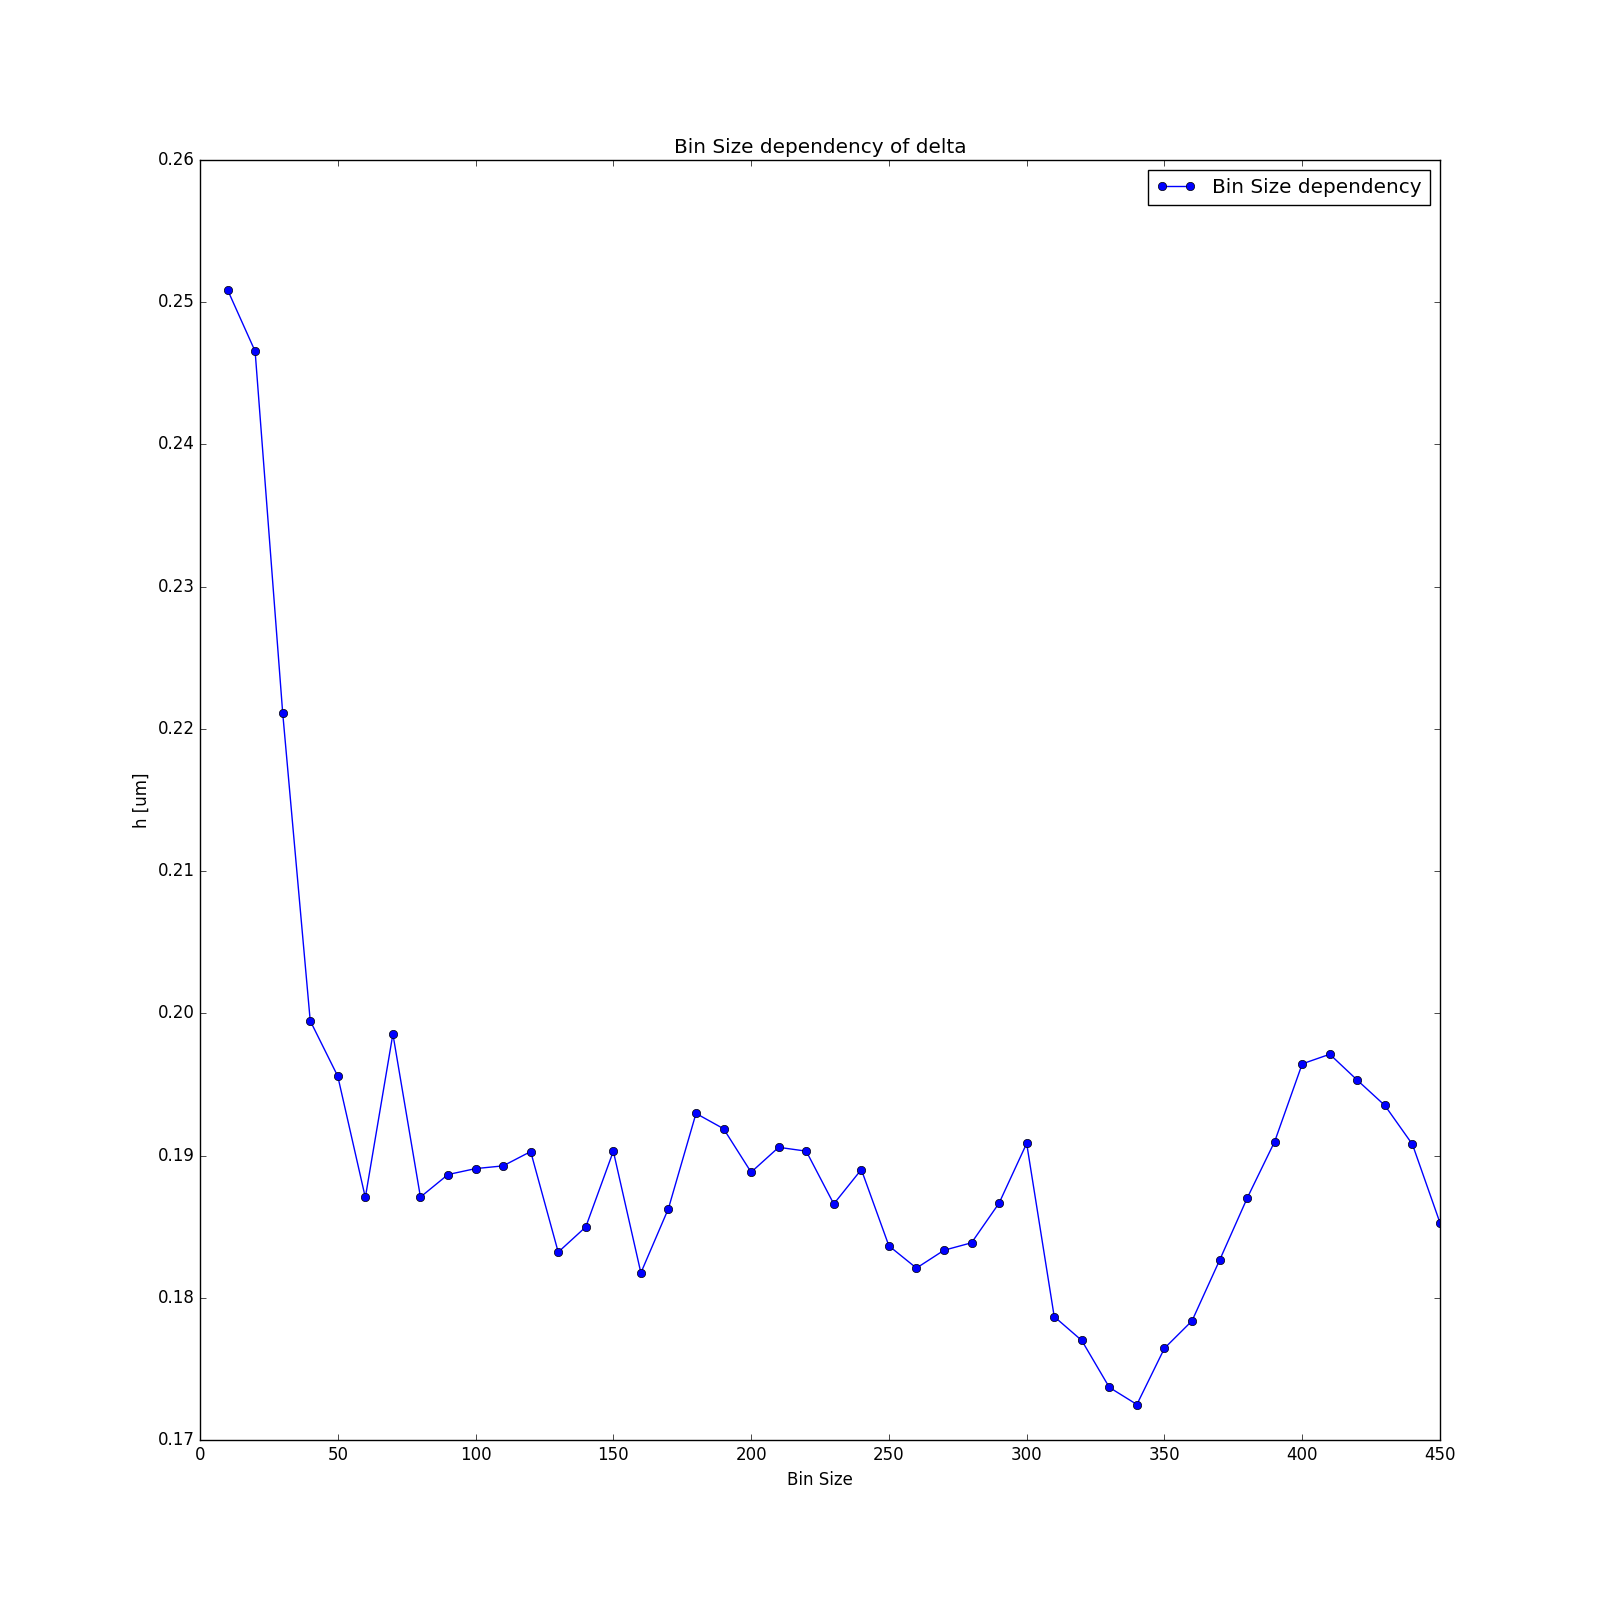 Bin Size dependency of delta
Bin Size dependency
0.26
0.25
0.24
0.23
0.22
0.21
0.20
0.19
0.18
0.17
h [um]
0 50 100 150 200 250 300 350 400 450
Bin Size